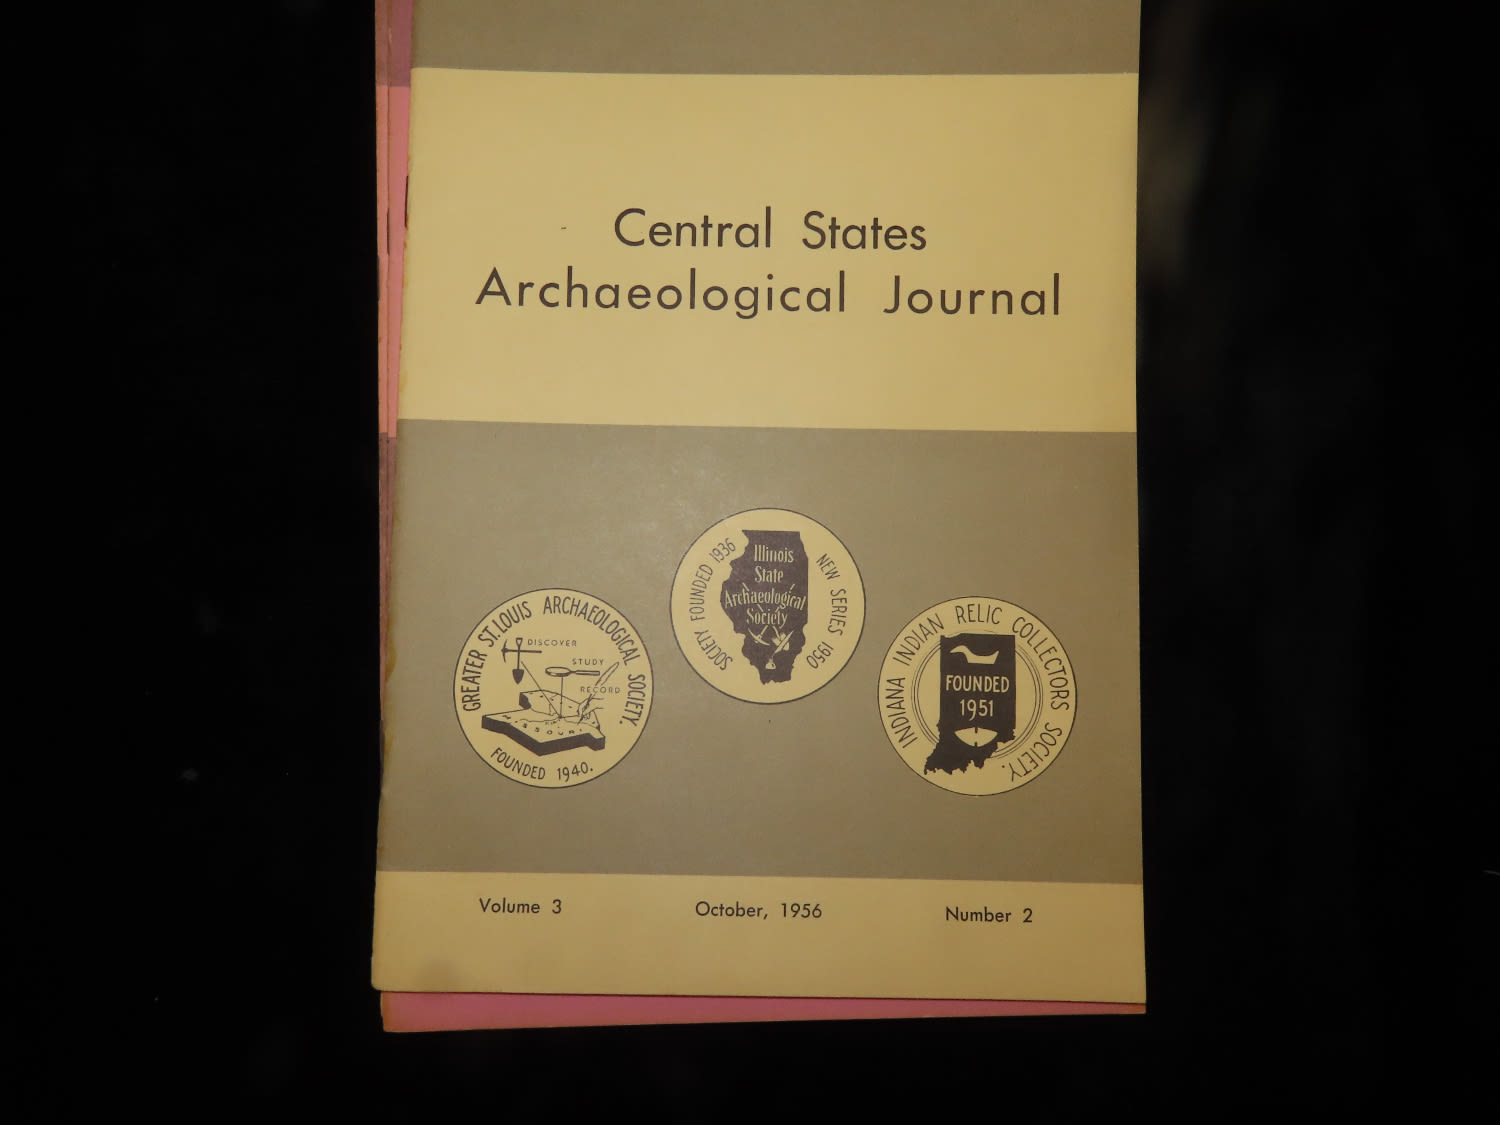 Central States
Archaeological Journal
GREATER ST. LOUIS ARCHAEOLOGICAL SOCIETY.
DISCOVER
STUDY
RECORD
MISSOURI
FOUNDED 1940.
SOCIETY FOUNDED 1936
NEW SERIES 1950
Illinois
State
Archaeological
Society
INDIANA INDIAN RELIC COLLECTORS SOCIETY.
FOUNDED
1951
Volume 3
October, 1956
Number 2